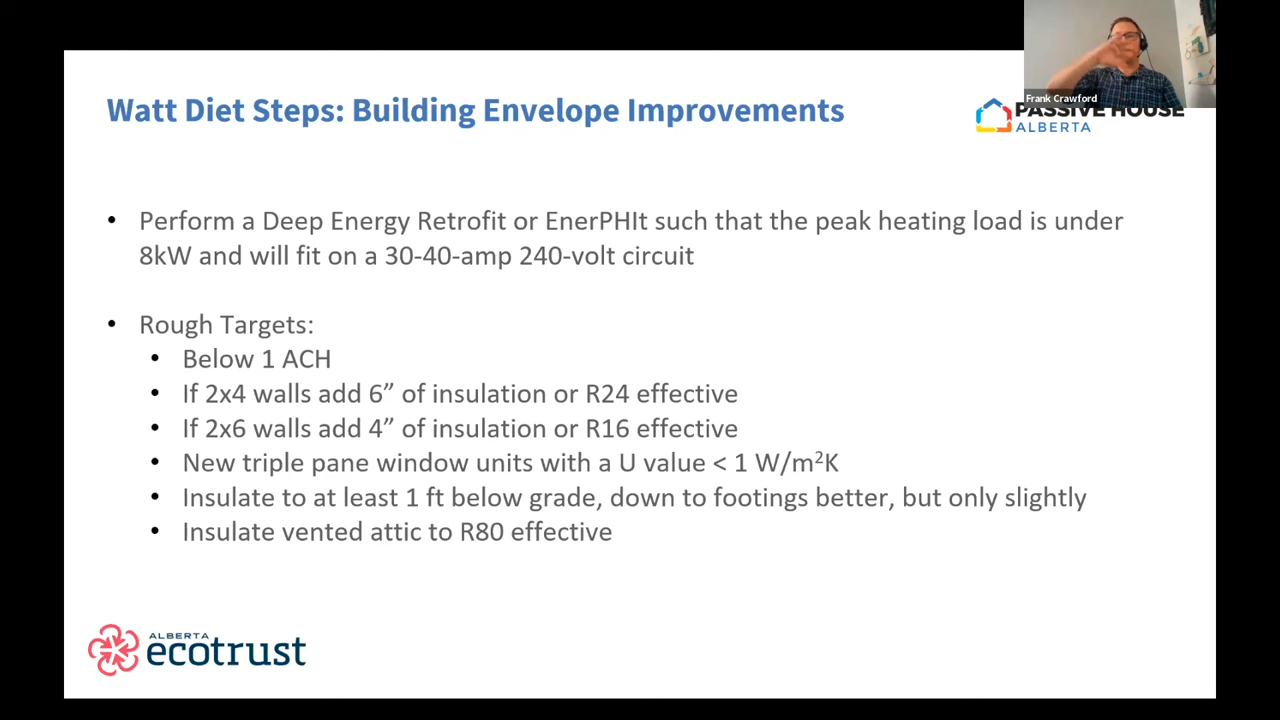 Frank Crawford
Watt Diet Steps: Building Envelope Improvements
PASSIVE HOUSE
ALBERTA
• Perform a Deep Energy Retrofit or EnerPHIt such that the peak heating load is under
8kW and will fit on a 30-40-amp 240-volt circuit
• Rough Targets:
• Below 1 ACH
• If 2x4 walls add 6” of insulation or R24 effective
• If 2x6 walls add 4” of insulation or R16 effective
• New triple pane window units with a U value < 1 W/m²K
• Insulate to at least 1 ft below grade, down to footings better, but only slightly
• Insulate vented attic to R80 effective
ALBERTA
ecotrust